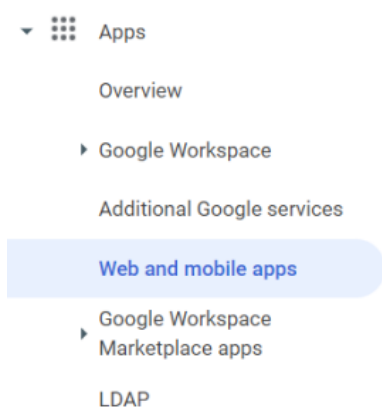 Apps
Overview
Google Workspace
Additional Google services
Web and mobile apps
Google Workspace
Marketplace apps
LDAP